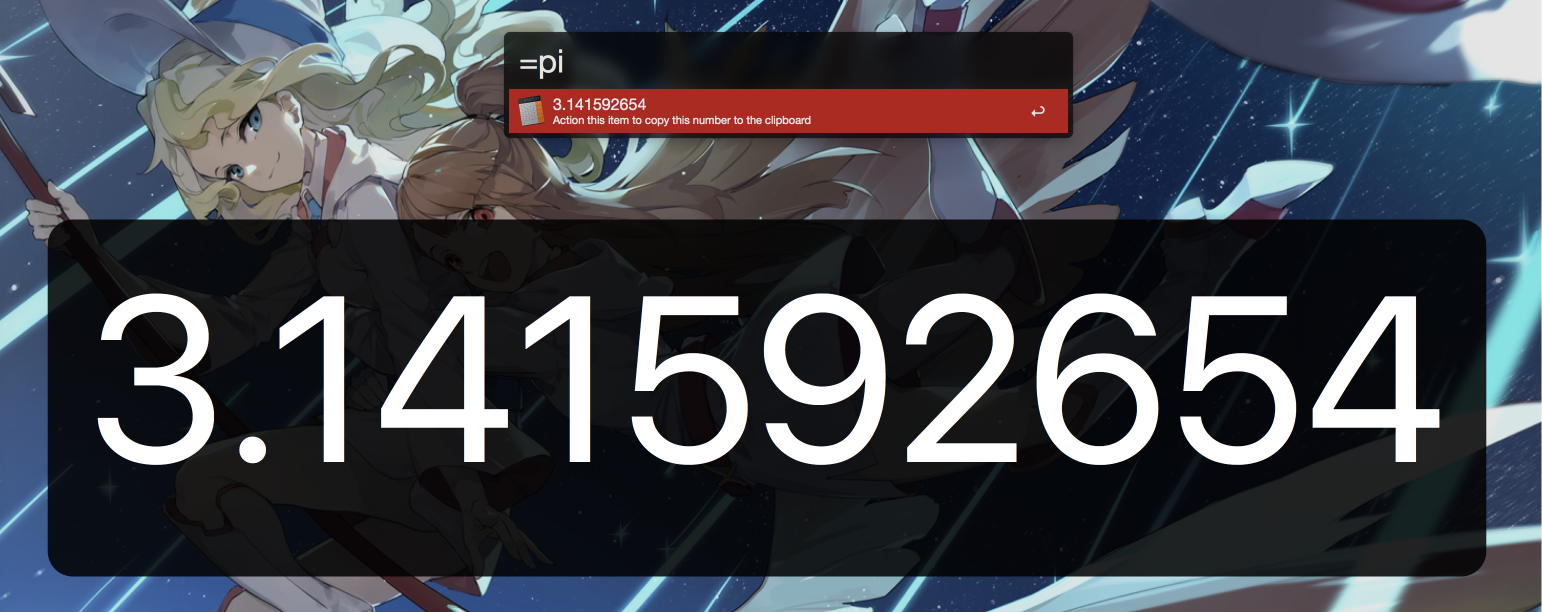 =pi
3.141592654
Action this item to copy this number to the clipboard
3.141592654